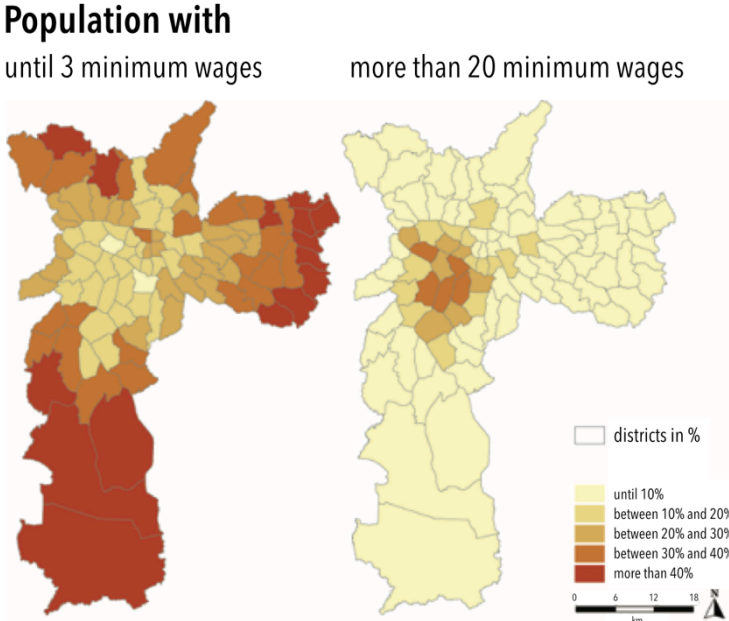 Population with
until 3 minimum wages
more than 20 minimum wages
districts in %
until 10%
between 10% and 20%
between 20% and 30%
between 30% and 40%
more than 40%
0 6 12 18
km
N